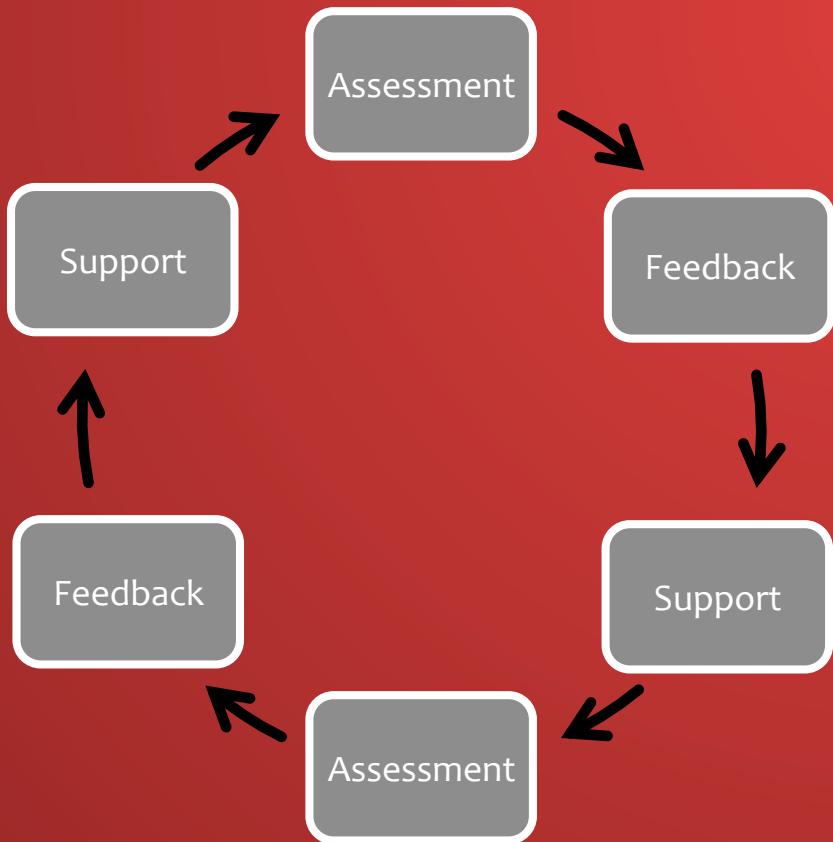 Assessment
Feedback
Support
Assessment
Feedback
Support